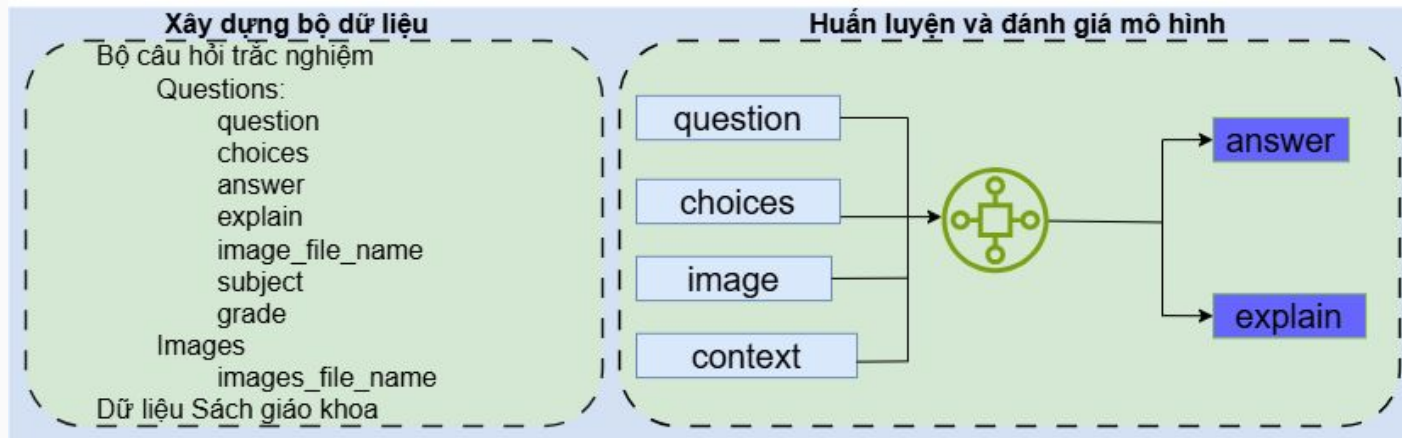 Xây dựng bộ dữ liệu
Bộ câu hỏi trắc nghiệm
Questions:
question
choices
answer
explain
image_file_name
subject
grade
Images
images_file_name
Dữ liệu Sách giáo khoa
Huấn luyện và đánh giá mô hình
question
choices
image
context
answer
explain